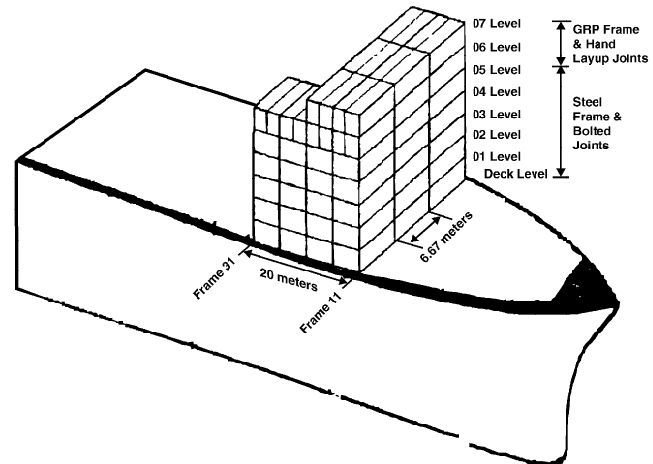 07 Level
06 Level
05 Level
04 Level
03 Level
02 Level
01 Level
Deck Level
GRP Frame
& Hand
Layup Joints
Steel
Frame &
Bolted
Joints
6.67 meters
20 meters
Frame 31
Frame 11